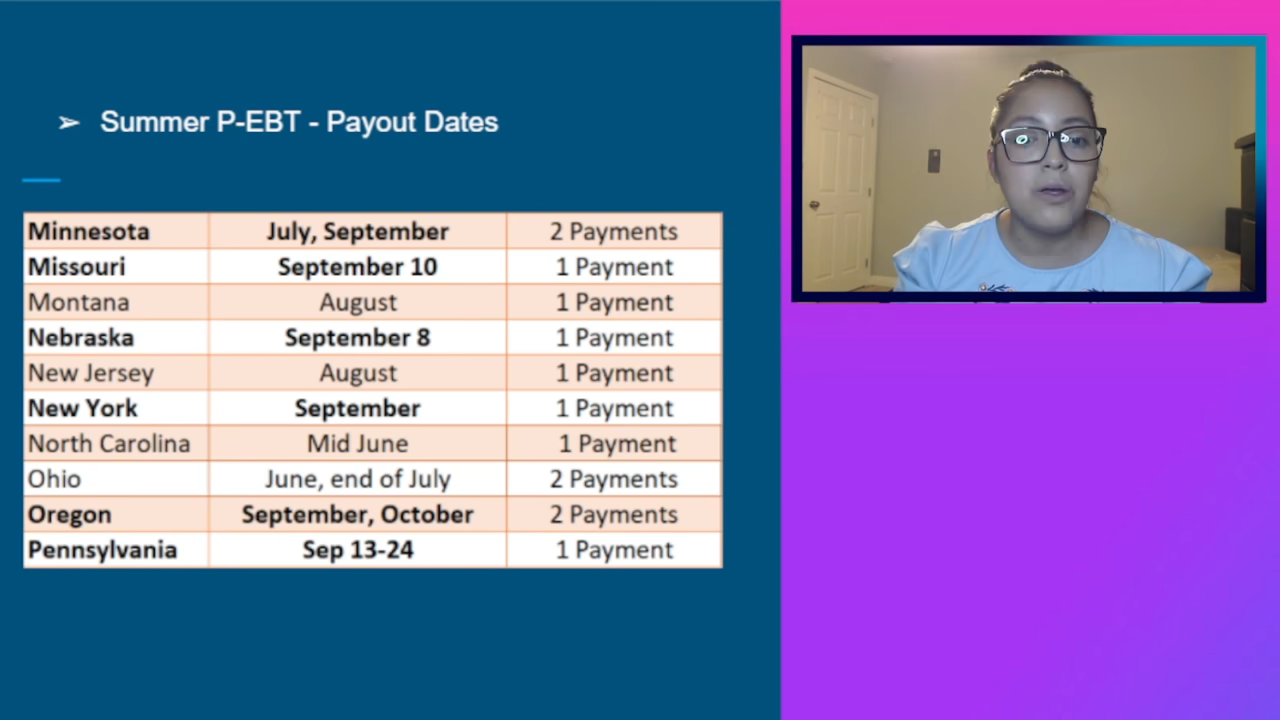 ➢ Summer P-EBT - Payout Dates
Minnesota July, September 2 Payments
Missouri September 10 1 Payment
Montana August 1 Payment
Nebraska September 8 1 Payment
New Jersey August 1 Payment
New York September 1 Payment
North Carolina Mid June 1 Payment
Ohio June, end of July 2 Payments
Oregon September, October 2 Payments
Pennsylvania Sep 13-24 1 Payment